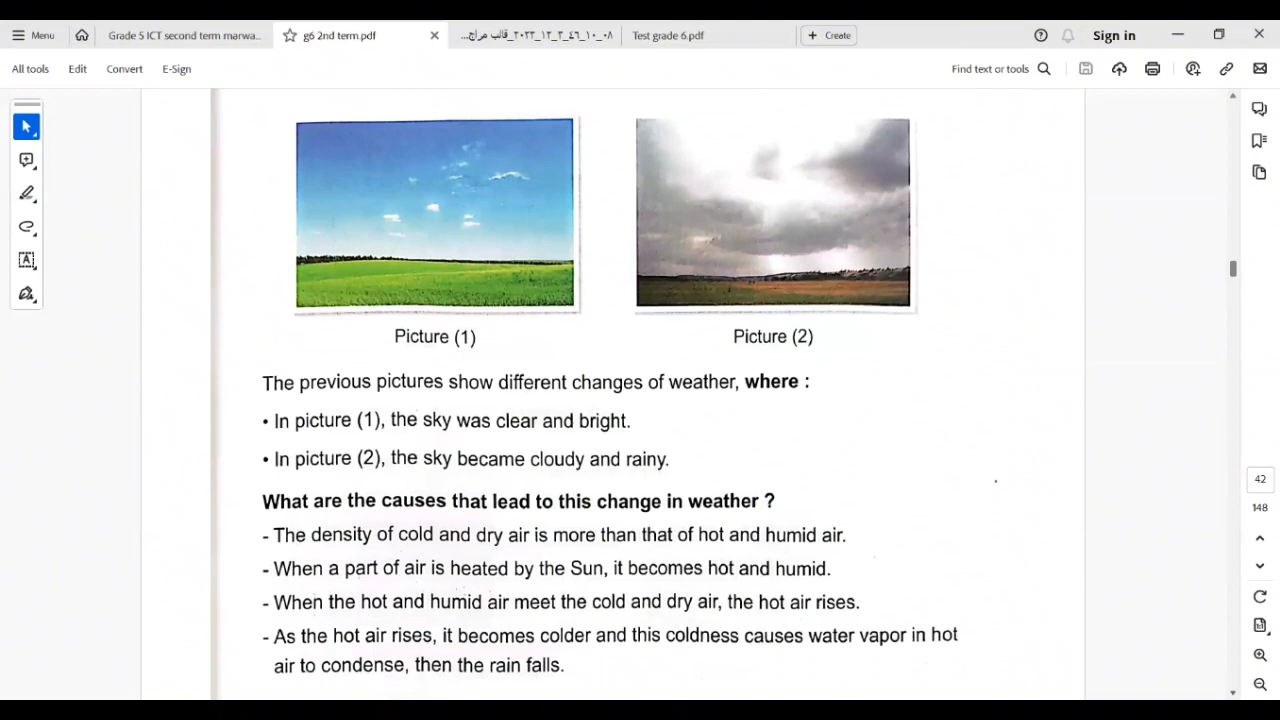 Menu
Grade 5 ICT second term marwa...
g6 2nd term.pdf
...قالب مراج_٢٠٢٣_١٢_٣_٤٦_١٠_٠٨
Test grade 6.pdf
Create
Sign in
All tools
Edit
Convert
E-Sign
Find text or tools
Picture (1)
Picture (2)
The previous pictures show different changes of weather, where :
• In picture (1), the sky was clear and bright.
• In picture (2), the sky became cloudy and rainy.
What are the causes that lead to this change in weather ?
- The density of cold and dry air is more than that of hot and humid air.
- When a part of air is heated by the Sun, it becomes hot and humid.
- When the hot and humid air meet the cold and dry air, the hot air rises.
- As the hot air rises, it becomes colder and this coldness causes water vapor in hot
air to condense, then the rain falls.
42
148